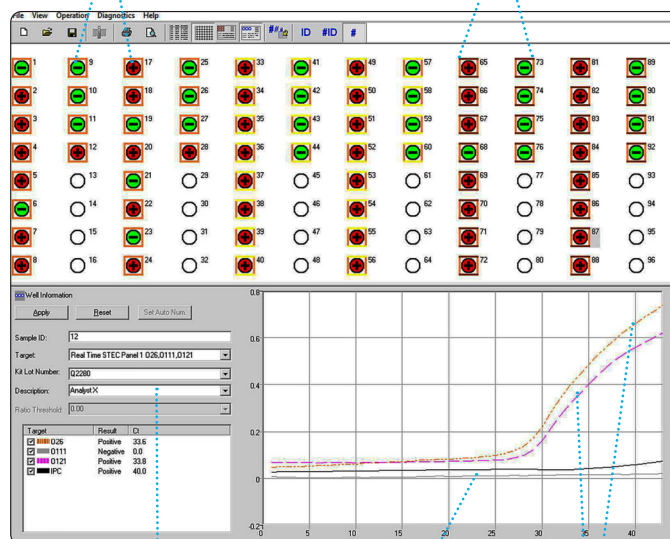 File View Operation Diagnostics Help
ID #ID #
1 9 17 25 33 41 49 57 65 73 81 89
2 10 18 26 34 42 50 58 66 74 82 90
3 11 19 27 35 43 51 59 67 75 83 91
4 12 20 28 36 44 52 60 68 76 84 92
5 13 21 29 37 45 53 61 69 77 85 93
6 14 22 30 38 46 54 62 70 78 86 94
7 15 23 31 39 47 55 63 71 79 87 95
8 16 24 32 40 48 56 64 72 80 88 96
Well Information
Apply Reset Set Auto Num.
Sample ID: 12
Target: Real Time STEC Panel 1 O26,O111,O121
Kit Lot Number: Q2280
Description: Analyst X
Ratio Threshold: 0.00
Target Result Ct
O26 Positive 33.6
O111 Negative 0.0
O121 Positive 33.8
IPC Positive 40.0
0.8
0.6
0.4
0.2
0
-0.2
0 5 10 15 20 25 30 35 40